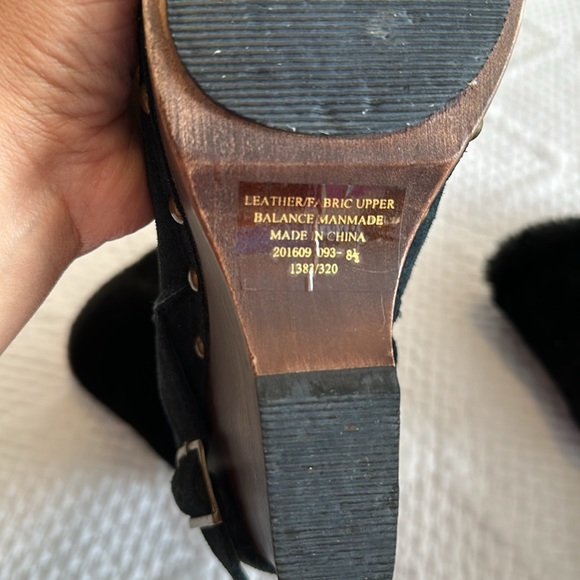 LEATHER/FABRIC UPPER
BALANCE MANMADE
MADE IN CHINA
201609 093- 8½
1382/320